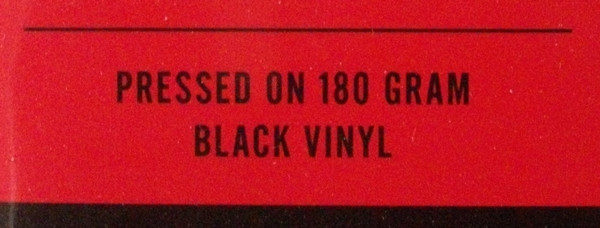 PRESSED ON 180 GRAM
BLACK VINYL